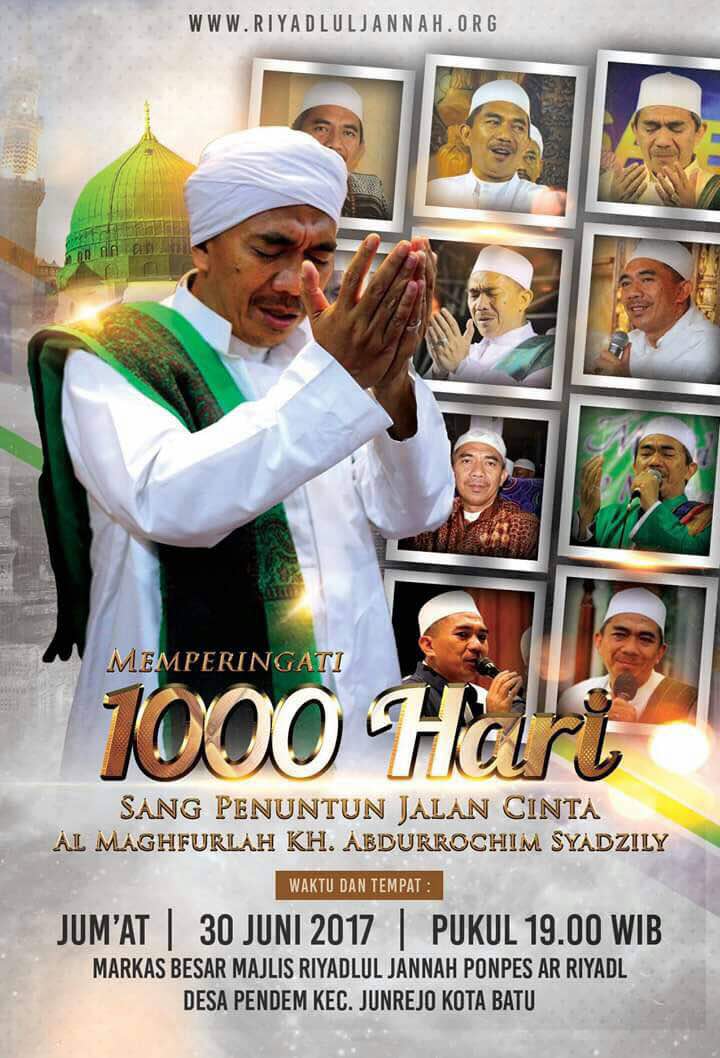 WWW.RIYADLULJANNAH.ORG
MEMPERINGATI
1000 Hari
SANG PENUNTUN JALAN CINTA
AL MAGHFURLAH KH. ABDURROCHIM SYADZILY
WAKTU DAN TEMPAT :
JUM'AT | 30 JUNI 2017 | PUKUL 19.00 WIB
MARKAS BESAR MAJLIS RIYADLUL JANNAH PONPES AR RIYADL
DESA PENDEM KEC. JUNREJO KOTA BATU